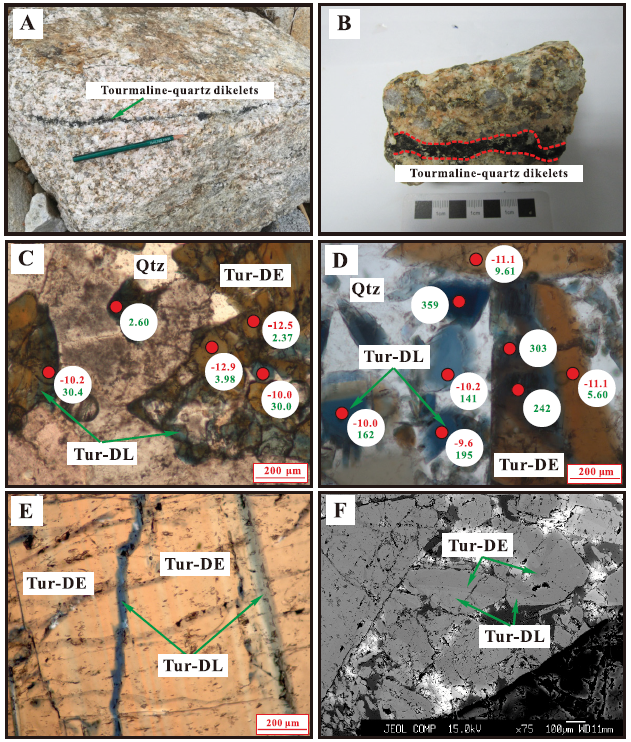 A
Tourmaline-quartz dikelets
B
Tourmaline-quartz dikelets
1cm 1cm 1cm
C
Qtz
Tur-DE
2.60
-12.5
2.37
-12.9
3.98
-10.2
30.4
-10.0
30.0
Tur-DL
200 μm
D
-11.1
9.61
Qtz
359
303
Tur-DL
-10.2
141
-11.1
5.60
242
-10.0
162
-9.6
195
Tur-DE
200 μm
E
Tur-DE
Tur-DE
Tur-DL
200 μm
F
Tur-DE
Tur-DL
JEOL COMP 15.0kV x75 100μm WD11mm